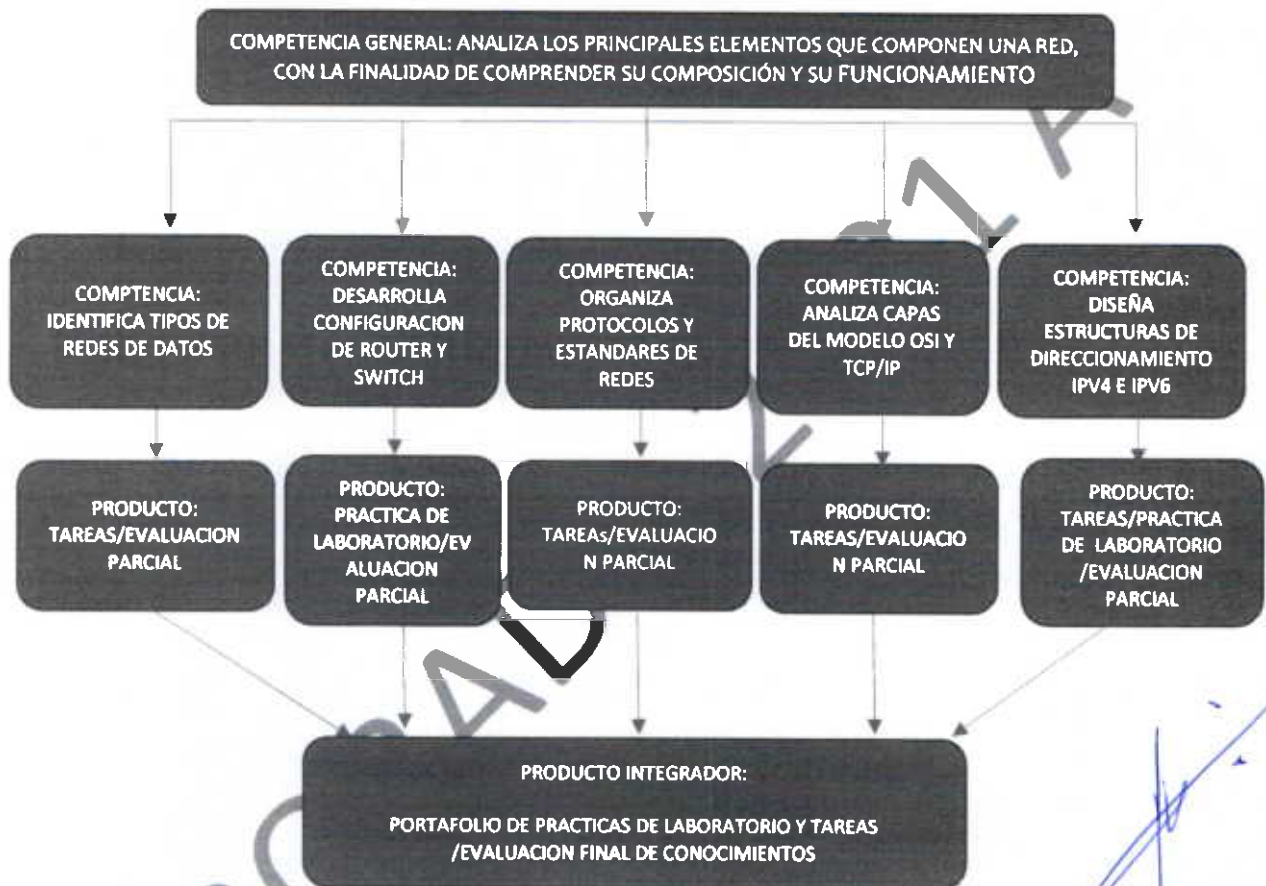 COMPETENCIA GENERAL: ANALIZA LOS PRINCIPALES ELEMENTOS QUE COMPONEN UNA RED,
CON LA FINALIDAD DE COMPRENDER SU COMPOSICIÓN Y SU FUNCIONAMIENTO
COMPTENCIA:
IDENTIFICA TIPOS DE
REDES DE DATOS
COMPETENCIA:
DESARROLLA
CONFIGURACION
DE ROUTER Y
SWITCH
COMPETENCIA:
ORGANIZA
PROTOCOLOS Y
ESTANDARES DE
REDES
COMPETENCIA:
ANALIZA CAPAS
DEL MODELO OSI Y
TCP/IP
COMPETENCIA:
DISEÑA
ESTRUCTURAS DE
DIRECCIONAMIENTO
IPV4 E IPV6
PRODUCTO:
TAREAS/EVALUACION
PARCIAL
PRODUCTO:
PRACTICA DE
LABORATORIO/EV
ALUACION
PARCIAL
PRODUCTO:
TAREAs/EVALUACIO
N PARCIAL
PRODUCTO:
TAREAS/EVALUACIO
N PARCIAL
PRODUCTO:
TAREAS/PRACTICA
DE LABORATORIO
/EVALUACION
PARCIAL
PRODUCTO INTEGRADOR:
PORTAFOLIO DE PRACTICAS DE LABORATORIO Y TAREAS
/EVALUACION FINAL DE CONOCIMIENTOS